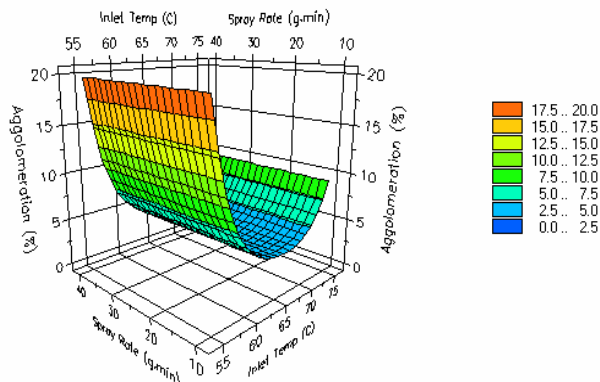 Inlet Temp (C) Spray Rate (g.min)
55 60 65 70 75 40 30 20 10
20 20
15 15
10 10
5 5
0 0
Aggolomeration (%)
Aggolomeration (%)
40 30 20 10 55 60 65 70 75
Spray Rate (g.min) Inlet Temp (C)
17.5 .. 20.0
15.0 .. 17.5
12.5 .. 15.0
10.0 .. 12.5
7.5 .. 10.0
5.0 .. 7.5
2.5 .. 5.0
0.0 .. 2.5